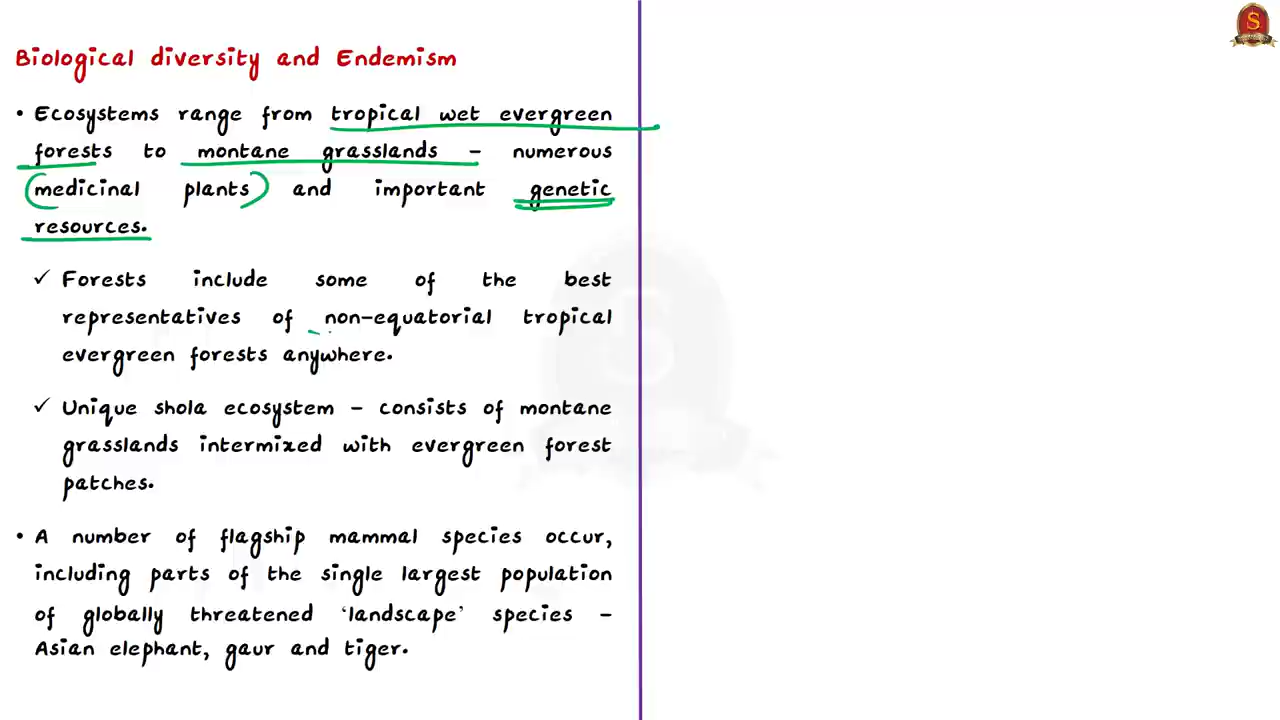 Biological diversity and Endemism
• Ecosystems range from tropical wet evergreen
forests to montane grasslands – numerous
medicinal plants and important genetic
resources.
✓ Forests include some of the best
representatives of non-equatorial tropical
evergreen forests anywhere.
✓ Unique shola ecosystem – consists of montane
grasslands intermixed with evergreen forest
patches.
• A number of flagship mammal species occur,
including parts of the single largest population
of globally threatened ‘landscape’ species –
Asian elephant, gaur and tiger.
S